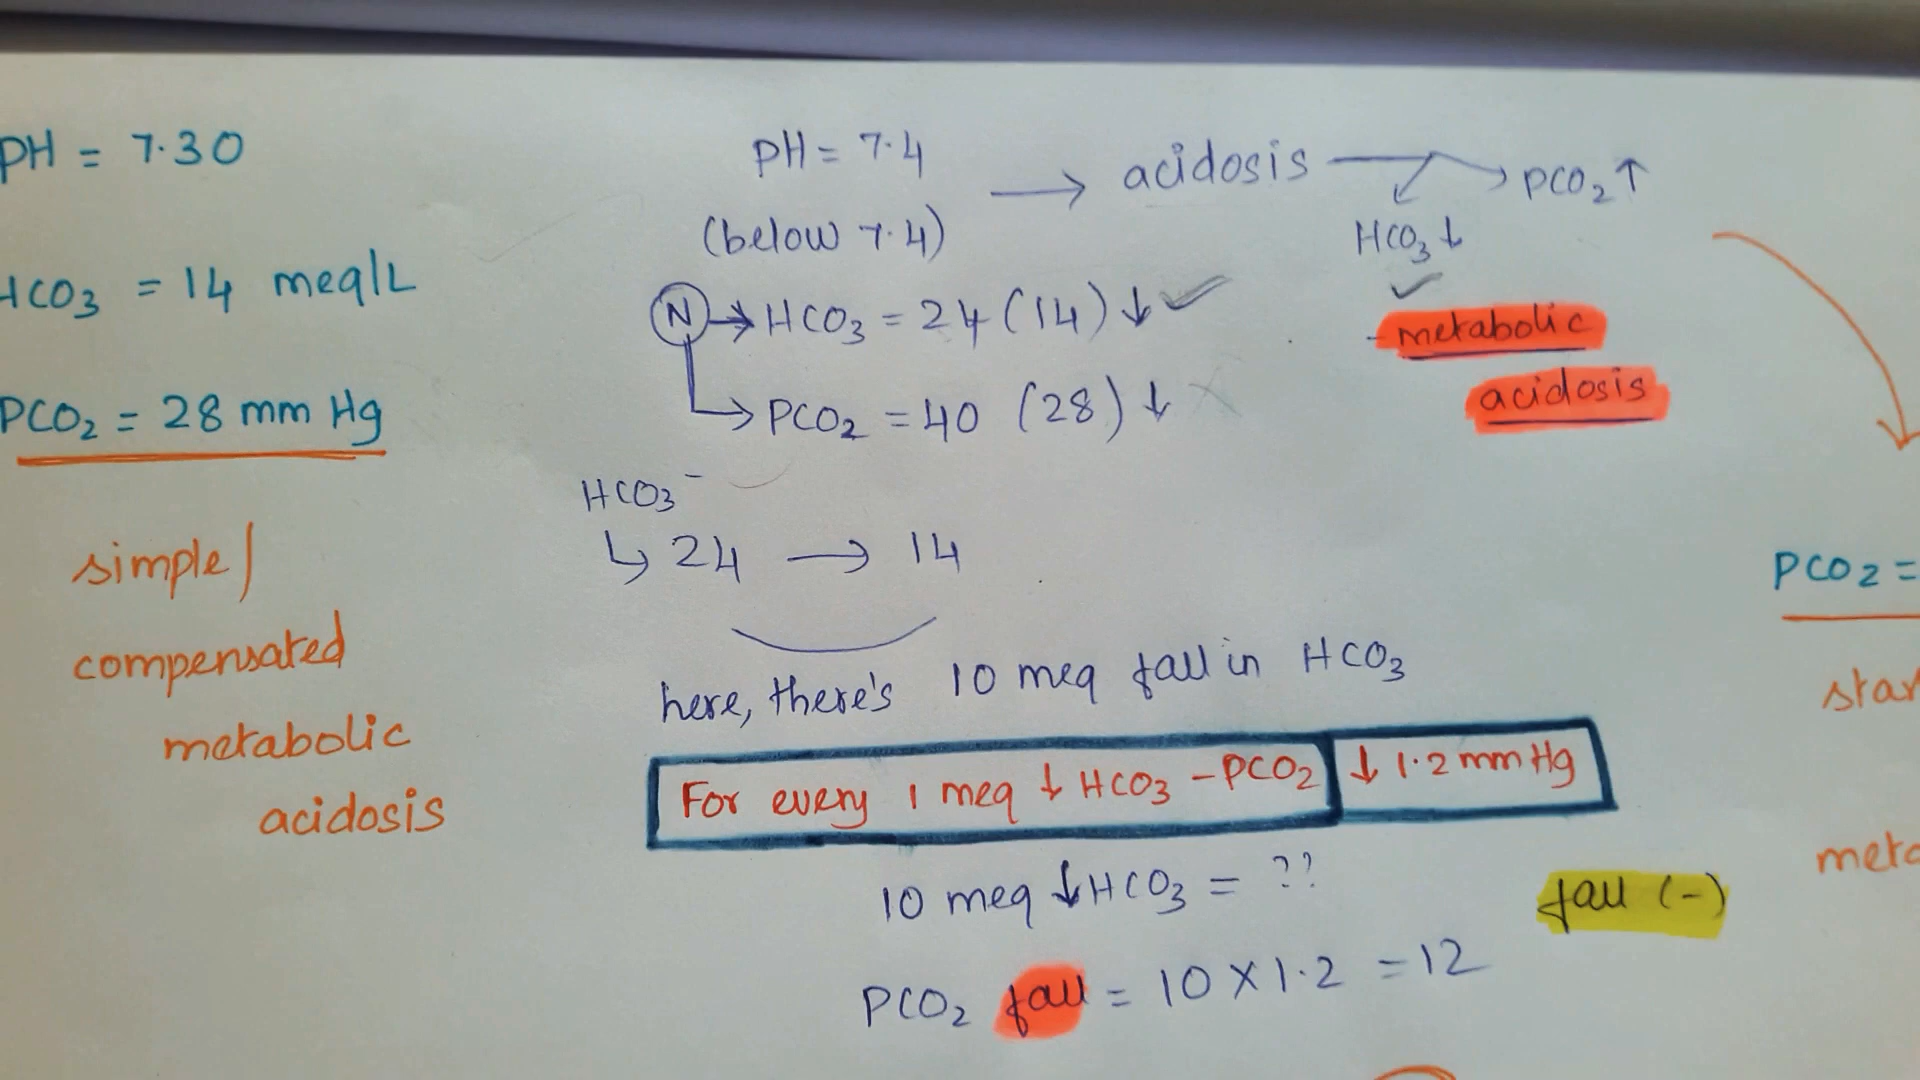 PH = 7.30
HCO3 = 14 meq/L
PCO2 = 28 mm Hg
simple/
compensated
metabolic
acidosis
pH = 7.4 → acidosis → PCO2 ↑
(below 7.4)
HCO3 ↓ ✓
N → HCO3 = 24 (14) ↓ ✓
- metabolic
acidosis
→ PCO2 = 40 (28) ↓ ×
HCO3⁻
↳ 24 → 14
here, there's 10 meq fall in HCO3
For every 1 meq ↓ HCO3 - PCO2 ↓ 1.2 mm Hg
10 meq ↓ HCO3 = ??
fall (-)
PCO2 fall = 10 X 1.2 = 12
PCO2 =